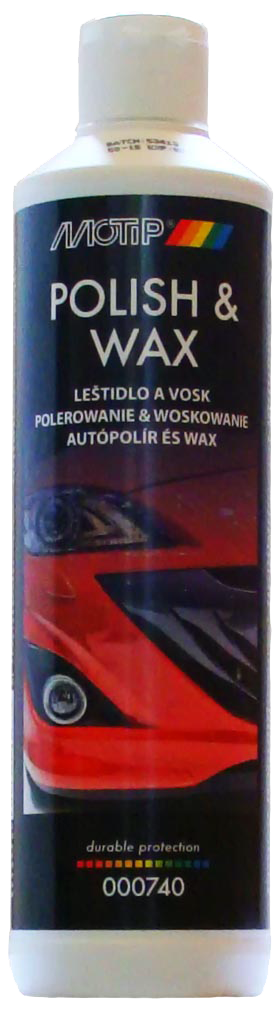 MOTIP®
POLISH &
WAX
LEŠTIDLO A VOSK
POLEROWANIE & WOSKOWANIE
AUTÓPOLÍR ÉS WAX
durable protection
000740